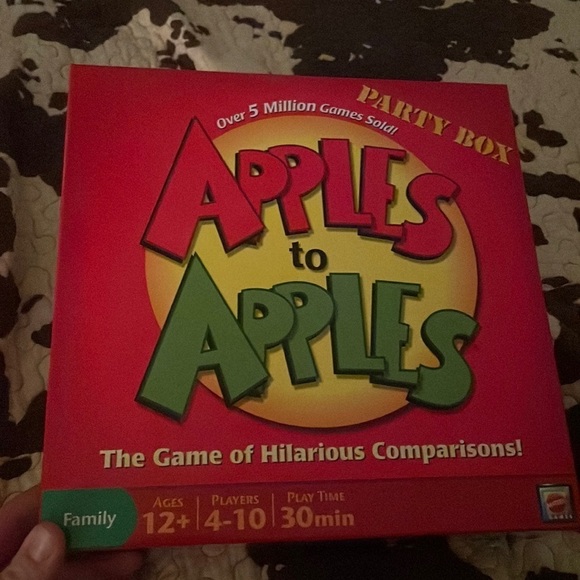 PARTY BOX
Over 5 Million Games Sold!
APPLES
to
APPLES
The Game of Hilarious Comparisons!
Family
AGES
12+
PLAYERS
4-10
PLAY TIME
30min